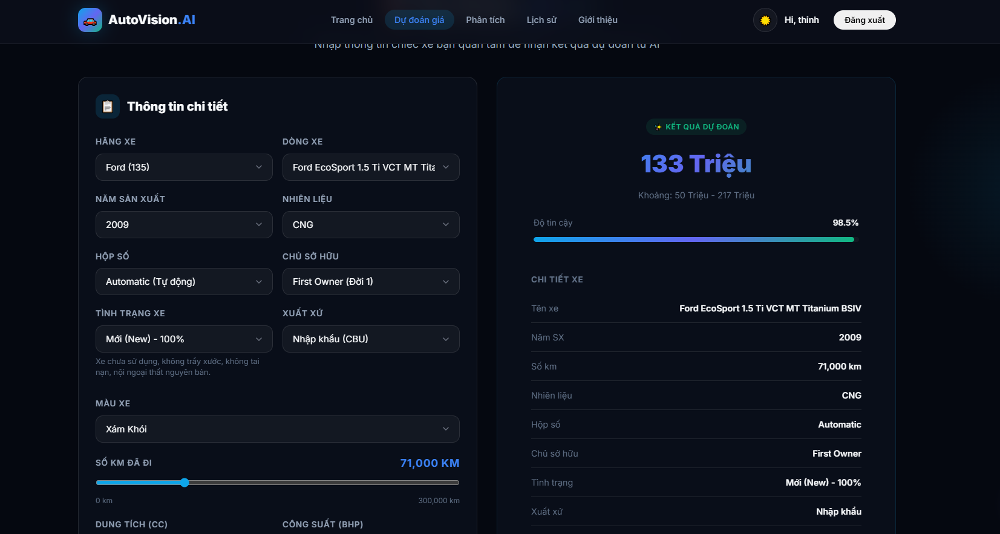 AutoVision.AI
Trang chủ
Dự đoán giá
Phân tích
Lịch sử
Giới thiệu
Hi, thinh
Đăng xuất
Nhập thông tin chiếc xe bạn quan tâm để nhận kết quả dự đoán từ AI
Thông tin chi tiết
HÃNG XE
DÒNG XE
Ford (135)
Ford EcoSport 1.5 Ti VCT MT Tita
NĂM SẢN XUẤT
NHIÊN LIỆU
2009
CNG
HỘP SỐ
CHỦ SỞ HỮU
Automatic (Tự động)
First Owner (Đời 1)
TÌNH TRẠNG XE
XUẤT XỨ
Mới (New) - 100%
Nhập khẩu (CBU)
Xe chưa sử dụng, không trầy xước, không tai
nạn, nội ngoại thất nguyên bản.
MÀU XE
Xám Khói
SỐ KM ĐÃ ĐI
71,000 KM
0 km
300,000 km
DUNG TÍCH (CC)
CÔNG SUẤT (BHP)
KẾT QUẢ DỰ ĐOÁN
133 Triệu
Khoảng: 50 Triệu - 217 Triệu
Độ tin cậy
98.5%
CHI TIẾT XE
Tên xe
Ford EcoSport 1.5 Ti VCT MT Titanium BSIV
Năm SX
2009
Số km
71,000 km
Nhiên liệu
CNG
Hộp số
Automatic
Chủ sở hữu
First Owner
Tình trạng
Mới (New) - 100%
Xuất xứ
Nhập khẩu